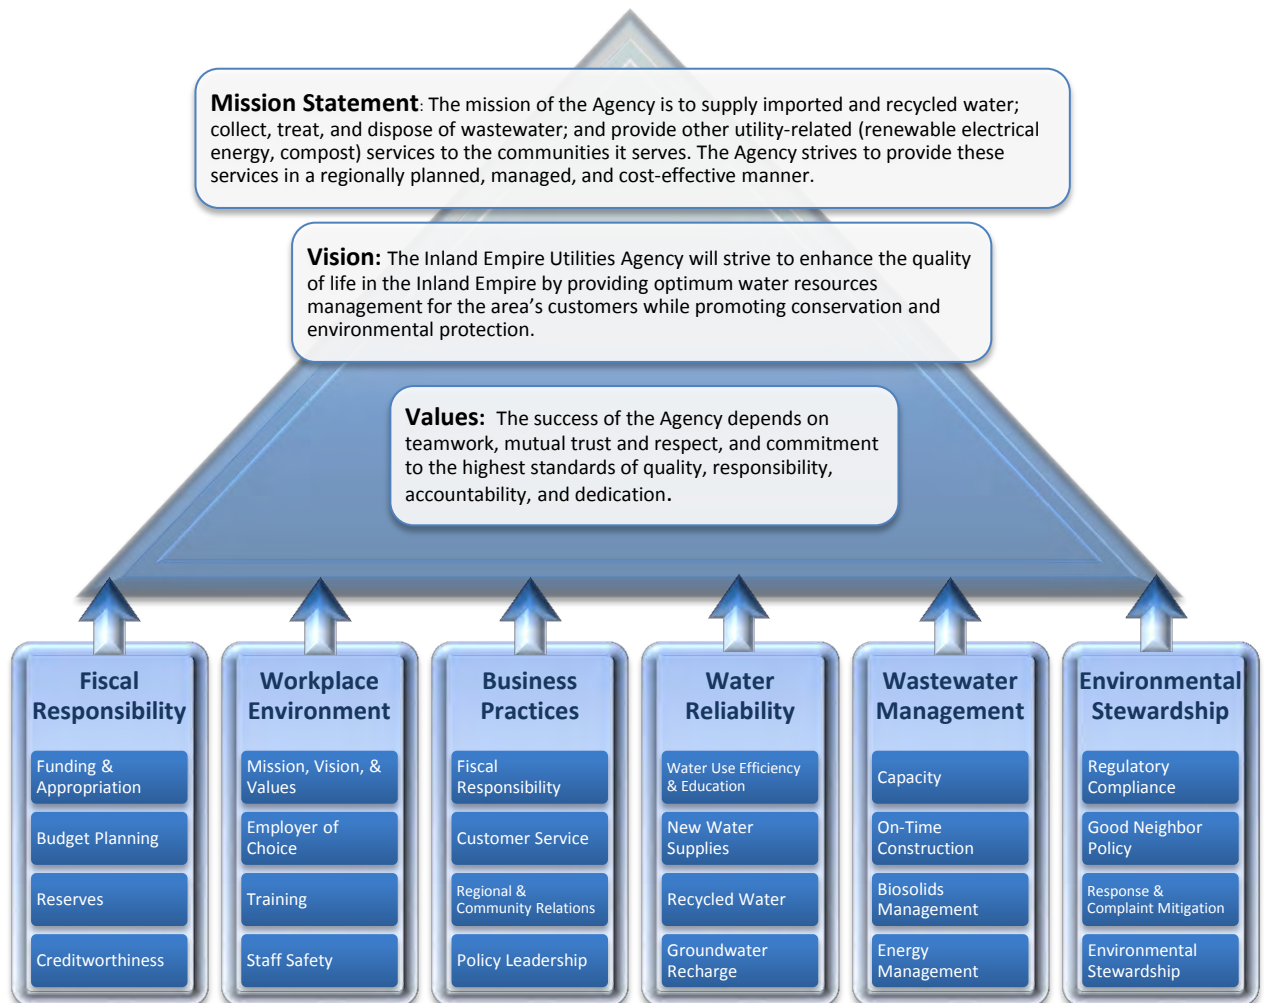 Mission Statement: The mission of the Agency is to supply imported and recycled water;
collect, treat, and dispose of wastewater; and provide other utility-related (renewable electrical
energy, compost) services to the communities it serves. The Agency strives to provide these
services in a regionally planned, managed, and cost-effective manner.
Vision: The Inland Empire Utilities Agency will strive to enhance the quality
of life in the Inland Empire by providing optimum water resources
management for the area’s customers while promoting conservation and
environmental protection.
Values: The success of the Agency depends on
teamwork, mutual trust and respect, and commitment
to the highest standards of quality, responsibility,
accountability, and dedication.
Fiscal
Responsibility
Funding &
Appropriation
Budget Planning
Reserves
Creditworthiness
Workplace
Environment
Mission, Vision, &
Values
Employer of
Choice
Training
Staff Safety
Business
Practices
Fiscal
Responsibility
Customer Service
Regional &
Community Relations
Policy Leadership
Water
Reliability
Water Use Efficiency
& Education
New Water
Supplies
Recycled Water
Groundwater
Recharge
Wastewater
Management
Capacity
On-Time
Construction
Biosolids
Management
Energy
Management
Environmental
Stewardship
Regulatory
Compliance
Good Neighbor
Policy
Response &
Complaint Mitigation
Environmental
Stewardship